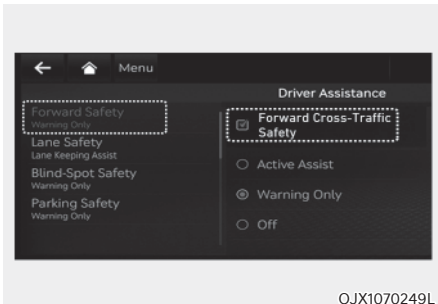 Menu
Driver Assistance
Forward Safety
Warning Only
Lane Safety
Lane Keeping Assist
Blind-Spot Safety
Warning Only
Parking Safety
Warning Only
Forward Cross-Traffic
Safety
Active Assist
Warning Only
Off
OJX1070249L